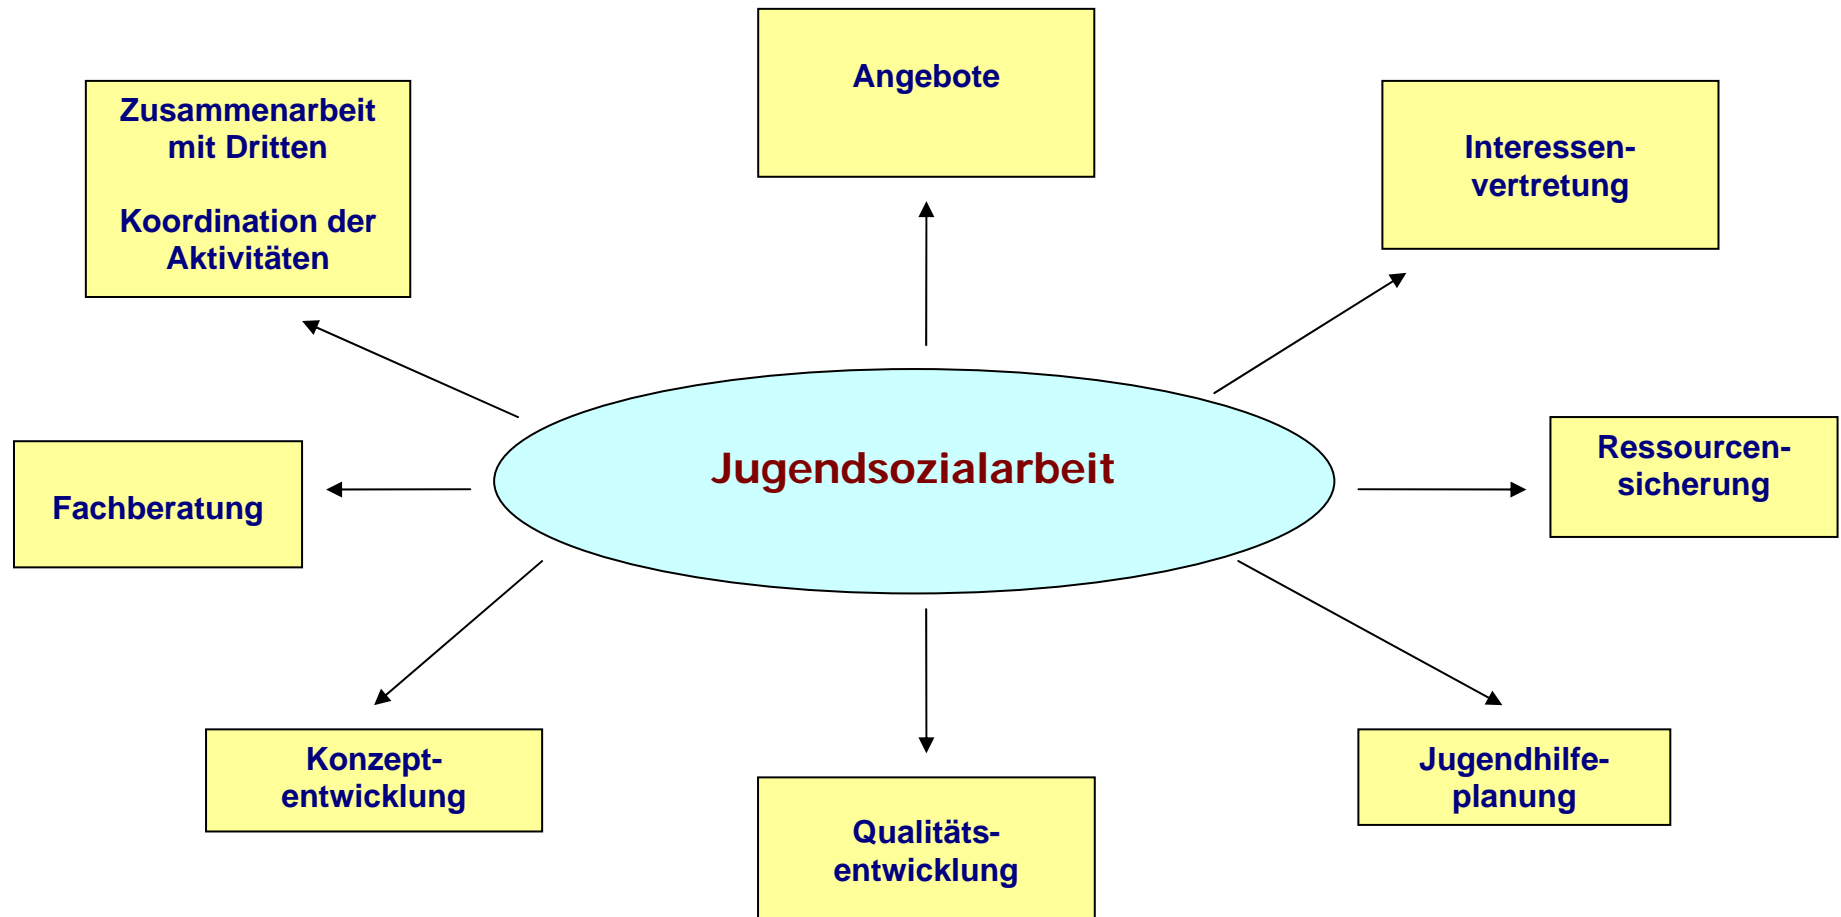 Angebote
Zusammenarbeit
mit Dritten
Koordination der
Aktivitäten
Interessen-
vertretung
Jugendsozialarbeit
Ressourcen-
sicherung
Fachberatung
Konzept-
entwicklung
Jugendhilfe-
planung
Qualitäts-
entwicklung